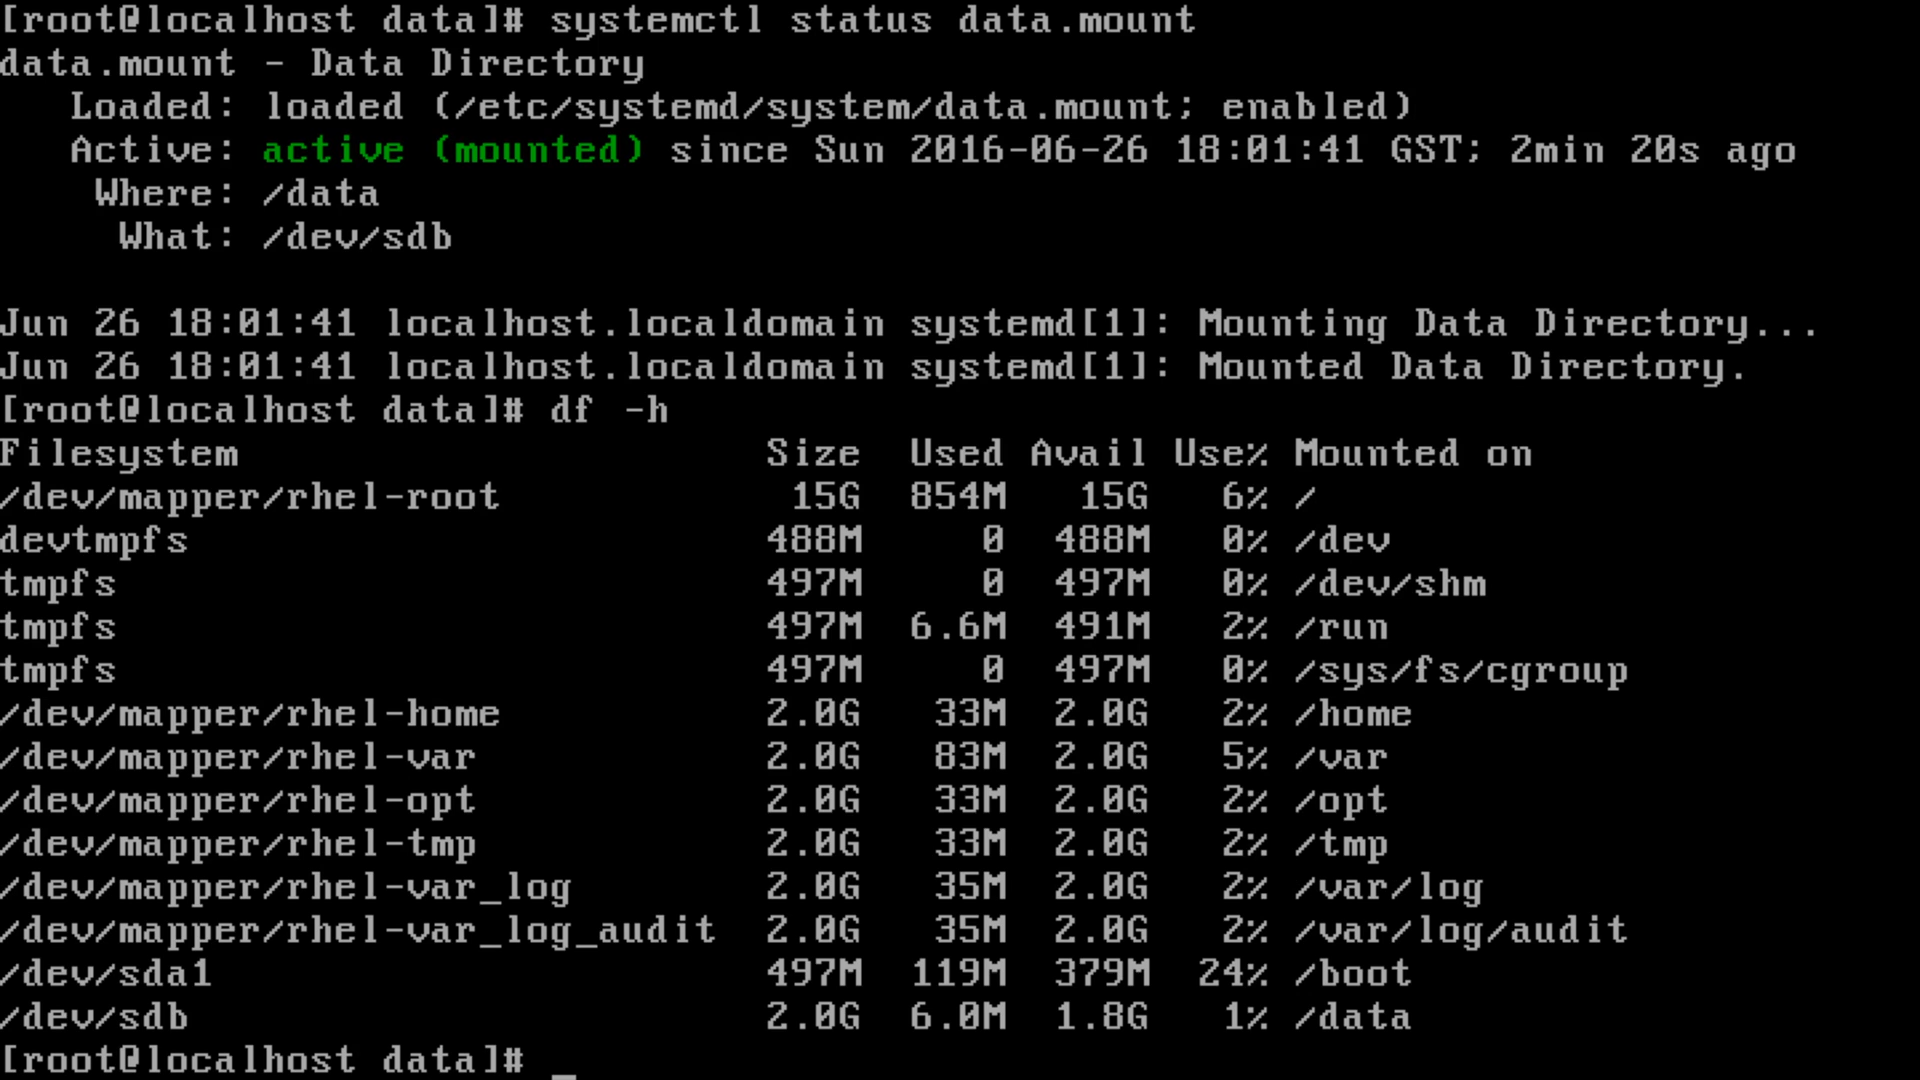 [root@localhost data]# systemctl status data.mount
data.mount - Data Directory
   Loaded: loaded (/etc/systemd/system/data.mount; enabled)
   Active: active (mounted) since Sun 2016-06-26 18:01:41 GST; 2min 20s ago
    Where: /data
     What: /dev/sdb

Jun 26 18:01:41 localhost.localdomain systemd[1]: Mounting Data Directory...
Jun 26 18:01:41 localhost.localdomain systemd[1]: Mounted Data Directory.
[root@localhost data]# df -h
Filesystem                      Size  Used Avail Use% Mounted on
/dev/mapper/rhel-root            15G  854M   15G   6% /
devtmpfs                        488M     0  488M   0% /dev
tmpfs                           497M     0  497M   0% /dev/shm
tmpfs                           497M  6.6M  491M   2% /run
tmpfs                           497M     0  497M   0% /sys/fs/cgroup
/dev/mapper/rhel-home           2.0G   33M  2.0G   2% /home
/dev/mapper/rhel-var            2.0G   83M  2.0G   5% /var
/dev/mapper/rhel-opt            2.0G   33M  2.0G   2% /opt
/dev/mapper/rhel-tmp            2.0G   33M  2.0G   2% /tmp
/dev/mapper/rhel-var_log        2.0G   35M  2.0G   2% /var/log
/dev/mapper/rhel-var_log_audit  2.0G   35M  2.0G   2% /var/log/audit
/dev/sda1                       497M  119M  379M  24% /boot
/dev/sdb                        2.0G  6.0M  1.8G   1% /data
[root@localhost data]# _